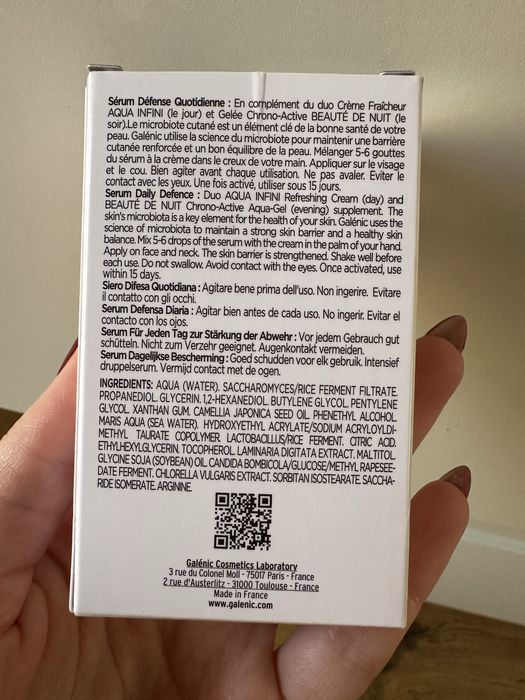 Sérum Défense Quotidienne : En complément du duo Crème Fraîcheur
AQUA INFINI (le jour) et Gelée Chrono-Active BEAUTÉ DE NUIT (le
soir).Le microbiote cutané est un élément clé de la bonne santé de votre
peau. Galénic utilise la science du microbiote pour maintenir une barrière
cutanée renforcée et un bon équilibre de la peau. Mélanger 5-6 gouttes
du sérum à la crème dans le creux de votre main. Appliquer sur le visage
et le cou. Bien agiter avant chaque utilisation. Ne pas avaler. Eviter le
contact avec les yeux. Une fois activé, utiliser sous 15 jours.
Serum Daily Defence : Duo AQUA INFINI Refreshing Cream (day) and
BEAUTÉ DE NUIT Chrono-Active Aqua-Gel (evening) supplement. The
skin's microbiota is a key element for the health of your skin. Galénic uses the
science of microbiota to maintain a strong skin barrier and a healthy skin
balance. Mix 5-6 drops of the serum with the cream in the palm of your hand.
Apply on face and neck. The skin barrier is strengthened. Shake well before
each use. Do not swallow. Avoid contact with the eyes. Once activated, use
within 15 days.
Siero Difesa Quotidiana : Agitare bene prima dell'uso. Non ingerire. Evitare
il contatto con gli occhi.
Serum Defensa Diaria : Agitar bien antes de cada uso. No ingerir. Evitar el
contacto con los ojos.
Serum Für Jeden Tag zur Stärkung der Abwehr : Vor jedem Gebrauch gut
schütteln. Nicht zum Verzehr geeignet. Augenkontakt vermeiden.
Serum Dagelijkse Bescherming : Goed schudden voor elk gebruik. Intensief
druppelserum. Vermijd contact met de ogen.
INGREDIENTS: AQUA (WATER). SACCHAROMYCES/RICE FERMENT FILTRATE.
PROPANEDIOL. GLYCERIN. 1,2-HEXANEDIOL. BUTYLENE GLYCOL. PENTYLENE
GLYCOL. XANTHAN GUM. CAMELLIA JAPONICA SEED OIL. PHENETHYL ALCOHOL.
MARIS AQUA (SEA WATER). HYDROXYETHYL ACRYLATE/SODIUM ACRYLOYLDI-
METHYL TAURATE COPOLYMER. LACTOBACILLUS/RICE FERMENT. CITRIC ACID.
ETHYLHEXYLGLYCERIN. TOCOPHEROL. LAMINARIA DIGITATA EXTRACT. MALTITOL.
GLYCINE SOJA (SOYBEAN) OIL. CANDIDA BOMBICOLA/GLUCOSE/METHYL RAPESEE-
DATE FERMENT. CHLORELLA VULGARIS EXTRACT. SORBITAN ISOSTEARATE. SACCHA-
RIDE ISOMERATE. ARGININE.
Galénic Cosmetics Laboratory
3 rue du Colonel Moll - 75017 Paris - France
2 rue d'Austerlitz - 31000 Toulouse - France
Made in France
www.galenic.com